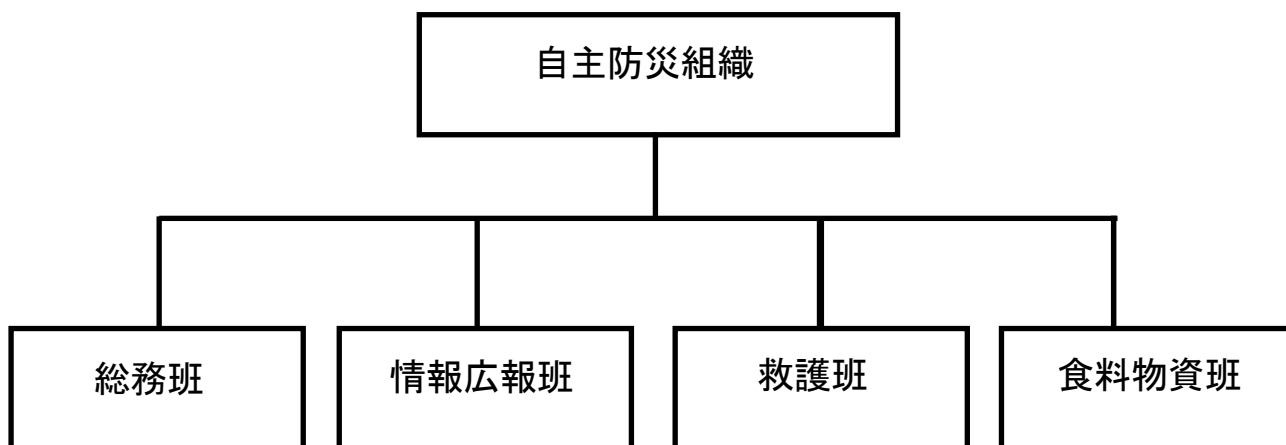 自主防災組織
総務班
情報広報班
救護班
食料物資班